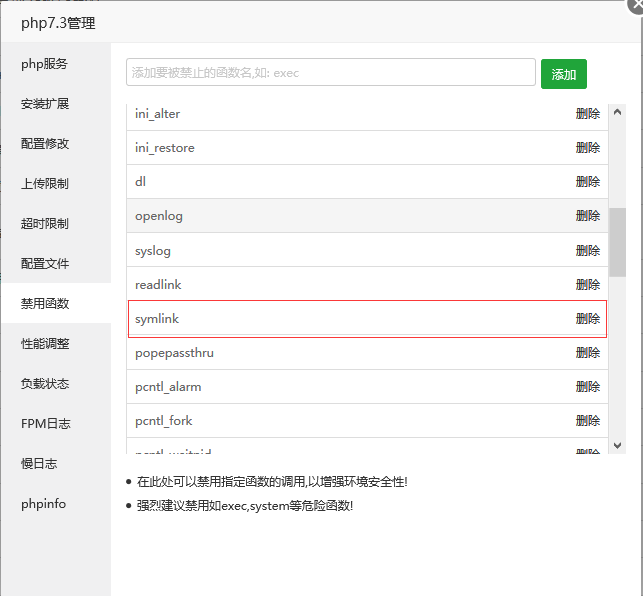 php7.3管理
php服务
安装扩展
配置修改
上传限制
超时限制
配置文件
禁用函数
性能调整
负载状态
FPM日志
慢日志
phpinfo
添加要被禁止的函数名,如: exec
添加
ini_alter 删除
ini_restore 删除
dl 删除
openlog 删除
syslog 删除
readlink 删除
symlink 删除
popepassthru 删除
pcntl_alarm 删除
pcntl_fork 删除
pcntl_waitpid 删除
在此处可以禁用指定函数的调用,以增强环境安全性!
强烈建议禁用如exec,system等危险函数!